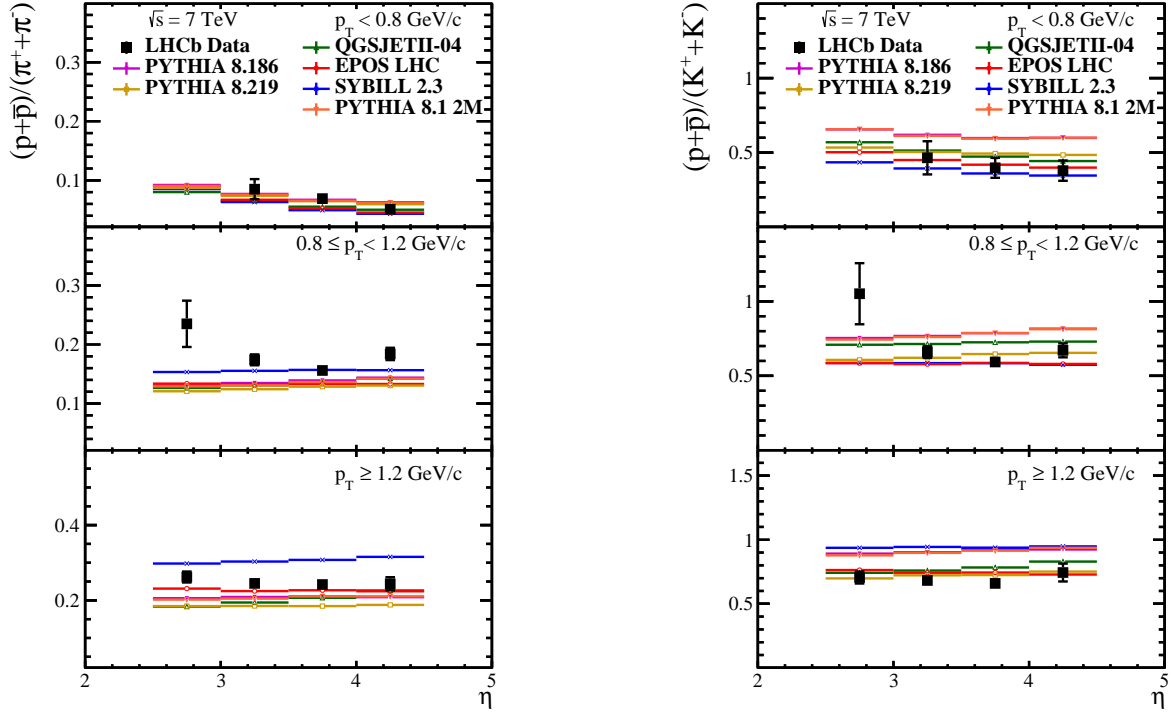 (p+p̅)/(π⁺+π⁻)
√s = 7 TeV
p_T < 0.8 GeV/c
LHCb Data
QGSJETII-04
PYTHIA 8.186
EPOS LHC
PYTHIA 8.219
SYBILL 2.3
PYTHIA 8.1 2M
0.3
0.2
0.1
0.8 ≤ p_T < 1.2 GeV/c
0.3
0.2
0.1
p_T ≥ 1.2 GeV/c
0.4
0.2
2 3 4 5
η
(p+p̅)/(K⁺+K⁻)
√s = 7 TeV
p_T < 0.8 GeV/c
LHCb Data
QGSJETII-04
PYTHIA 8.186
EPOS LHC
PYTHIA 8.219
SYBILL 2.3
PYTHIA 8.1 2M
1
0.5
0.8 ≤ p_T < 1.2 GeV/c
1
0.5
p_T ≥ 1.2 GeV/c
1.5
1
0.5
2 3 4 5
η